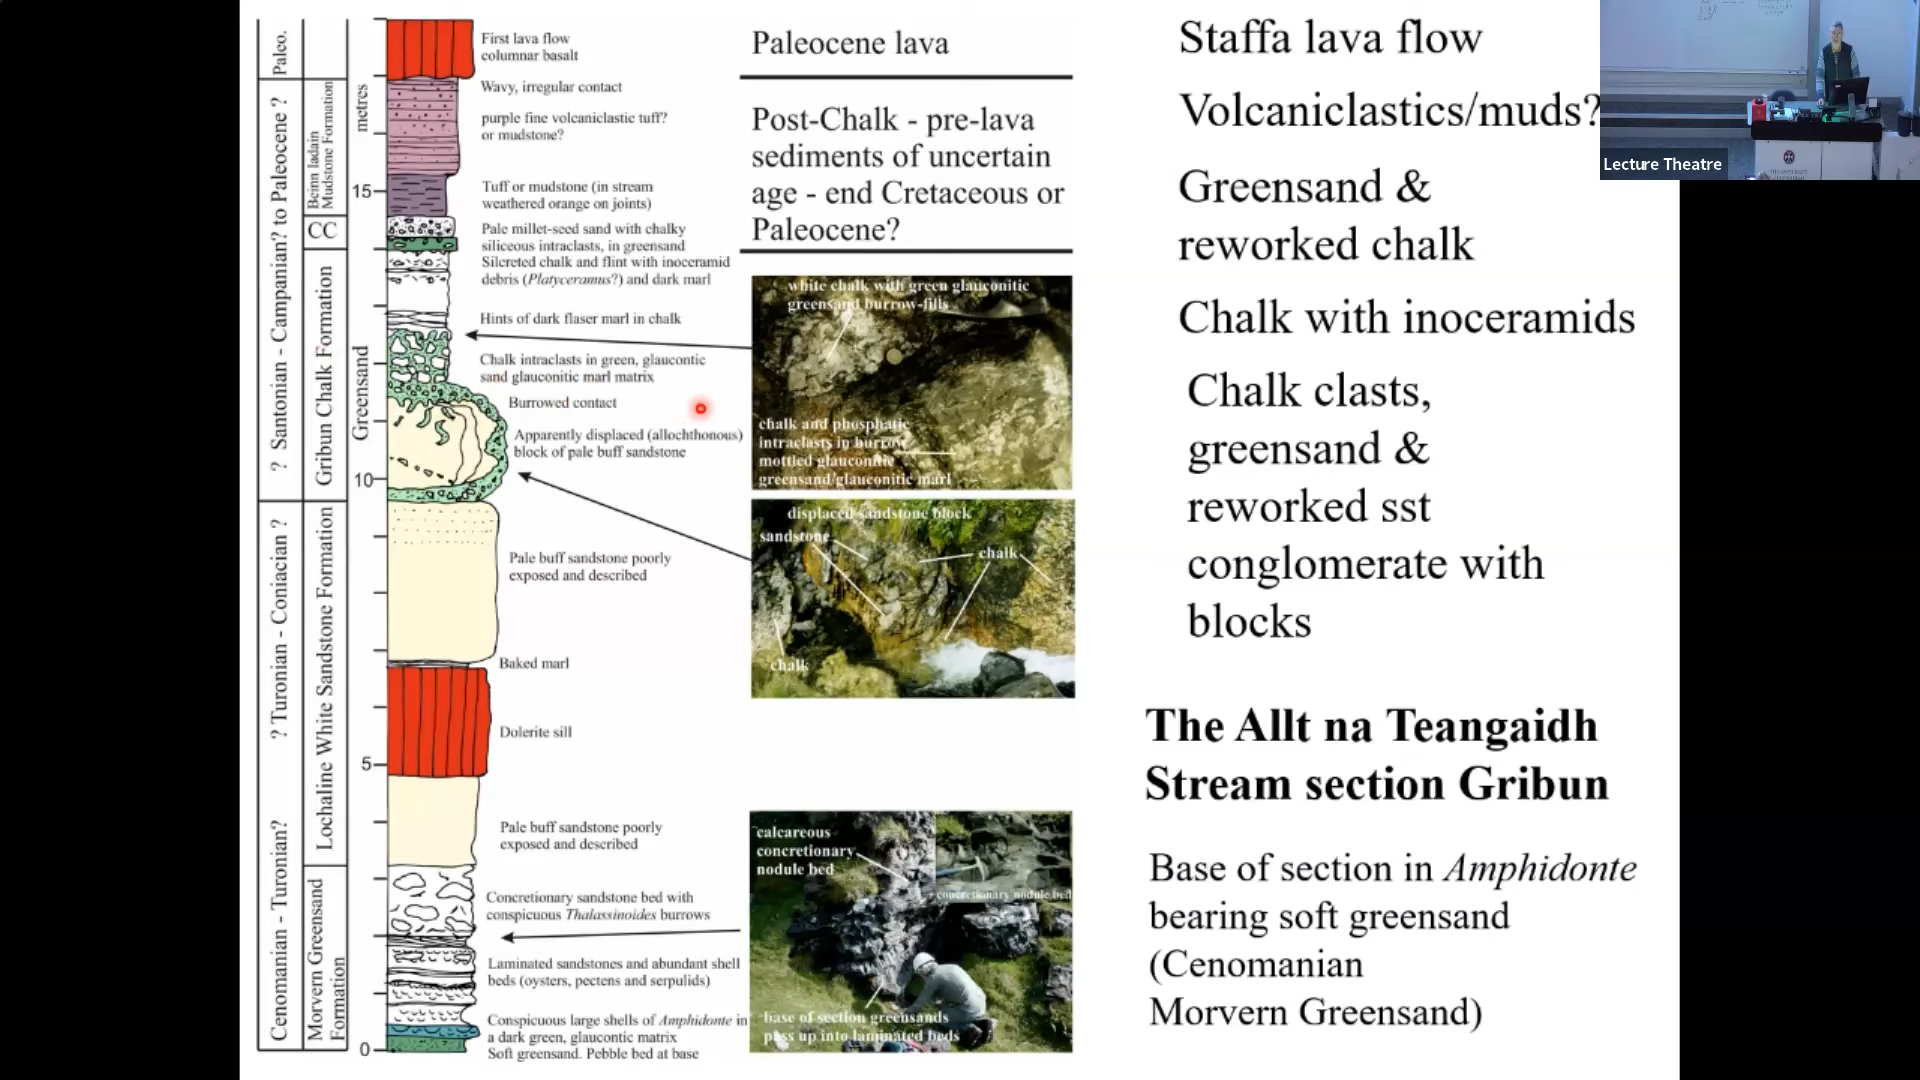 Paleo.
? Santonian - Campanian? to Paleocene ?
? Turonian - Coniacian ?
Cenomanian - Turonian?
Beinn Iadain
Mudstone Formation
CC
Gribun Chalk Formation
Lochaline White Sandstone Formation
Morvern Greensand
Formation
metres
15
Greensand
10
5
0
First lava flow
columnar basalt
Wavy, irregular contact
purple fine volcaniclastic tuff?
or mudstone?
Tuff or mudstone (in stream
weathered orange on joints)
Pale millet-seed sand with chalky
siliceous intraclasts, in greensand
Silcreted chalk and flint with inoceramid
debris (Platyceramus?) and dark marl
Hints of dark flaser marl in chalk
Chalk intraclasts in green, glaucontic
sand glauconitic marl matrix
Burrowed contact
Apparently displaced (allochthonous)
block of pale buff sandstone
Pale buff sandstone poorly
exposed and described
Baked marl
Dolerite sill
Pale buff sandstone poorly
exposed and described
Concretionary sandstone bed with
conspicuous Thalassinoides burrows
Laminated sandstones and abundant shell
beds (oysters, pectens and serpulids)
Conspicuous large shells of Amphidonte in
a dark green, glaucontic matrix
Soft greensand. Pebble bed at base
Paleocene lava
Post-Chalk - pre-lava
sediments of uncertain
age - end Cretaceous or
Paleocene?
white chalk with green glauconitic
greensand burrow-fills
chalk and phosphatic
intraclasts in burrow
mottled glauconitic
greensand/glauconitic marl
displaced sandstone block
sandstone
chalk
chalk
calcareous
concretionary
nodule bed
concretionary nodule bed
base of section greensands
pass up into laminated beds
Staffa lava flow
Volcaniclastics/muds?
Greensand &
reworked chalk
Chalk with inoceramids
Chalk clasts,
greensand &
reworked sst
conglomerate with
blocks
The Allt na Teangaidh
Stream section Gribun
Base of section in Amphidonte
bearing soft greensand
(Cenomanian
Morvern Greensand)
Lecture Theatre